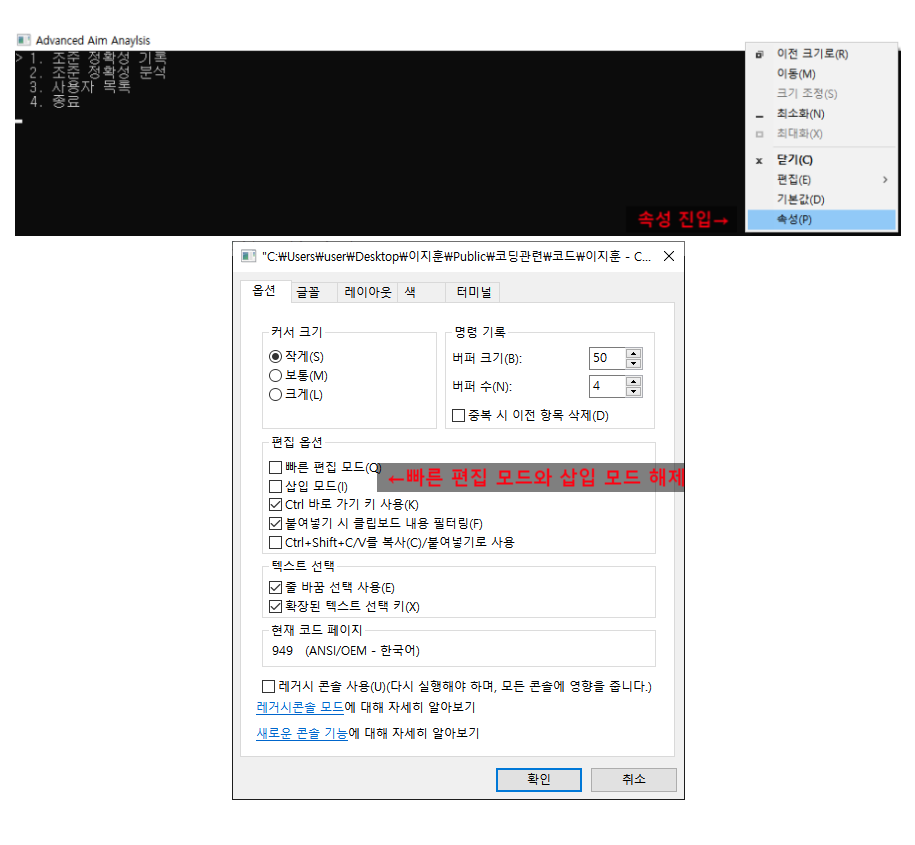 Advanced Aim Anaylsis
> 1. 조준 정확성 기록
2. 조준 정확성 분석
3. 사용자 목록
4. 종료
이전 크기로(R)
이동(M)
크기 조정(S)
최소화(N)
최대화(X)
닫기(C)
편집(E)
기본값(D)
속성(P)
속성 진입→
"C:₩Users₩user₩Desktop₩이지훈₩Public₩코딩관련₩코드₩이지훈 - C...
옵션 글꼴 레이아웃 색 터미널
커서 크기
작게(S)
보통(M)
크게(L)
명령 기록
버퍼 크기(B): 50
버퍼 수(N): 4
중복 시 이전 항목 삭제(D)
편집 옵션
빠른 편집 모드(Q)
←빠른 편집 모드와 삽입 모드 해제
삽입 모드(I)
Ctrl 바로 가기 키 사용(K)
붙여넣기 시 클립보드 내용 필터링(F)
Ctrl+Shift+C/V를 복사(C)/붙여넣기로 사용
텍스트 선택
줄 바꿈 선택 사용(E)
확장된 텍스트 선택 키(X)
현재 코드 페이지
949 (ANSI/OEM - 한국어)
레거시 콘솔 사용(U)(다시 실행해야 하며, 모든 콘솔에 영향을 줍니다.)
레거시콘솔 모드에 대해 자세히 알아보기
새로운 콘솔 기능에 대해 자세히 알아보기
확인 취소